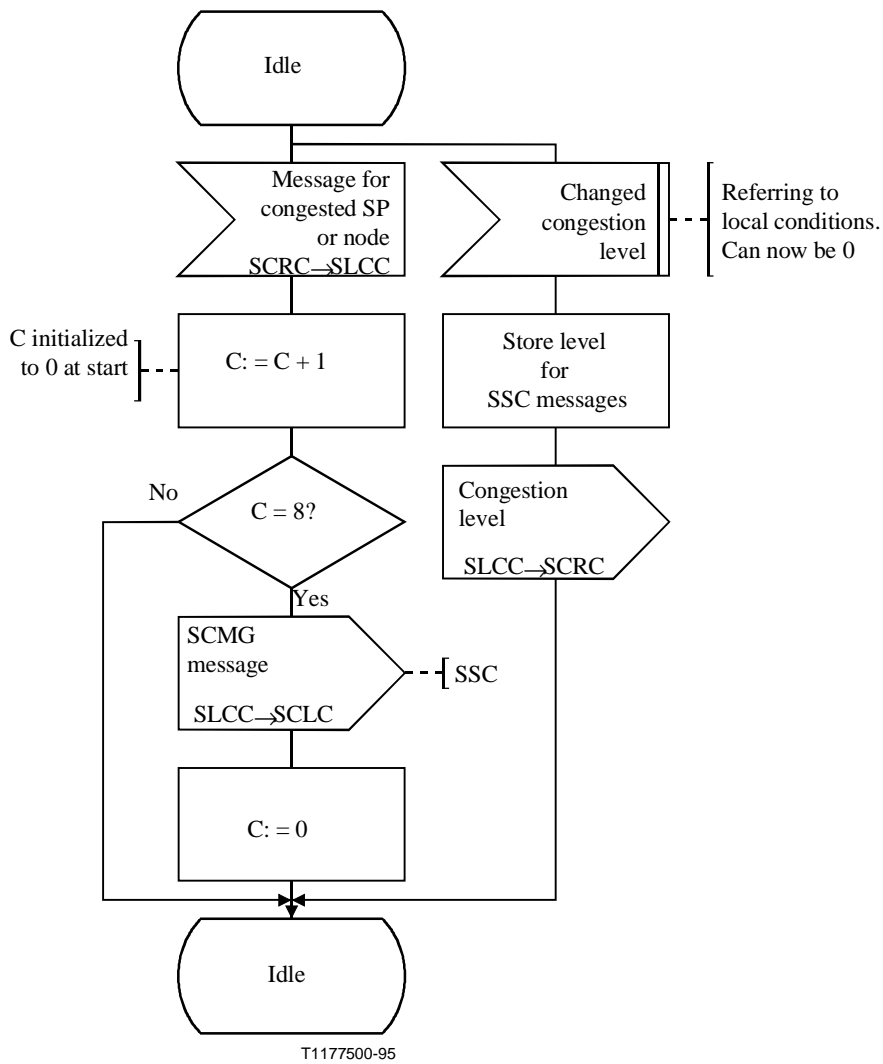 Idle
Message for
congested SP
or node
SCRC→SLCC
Changed
congestion
level
Referring to
local conditions.
Can now be 0
C initialized
to 0 at start
C: = C + 1
Store level
for
SSC messages
No
C = 8?
Yes
Congestion
level
SLCC→SCRC
SCMG
message
SLCC→SCLC
SSC
C: = 0
Idle
T1177500-95